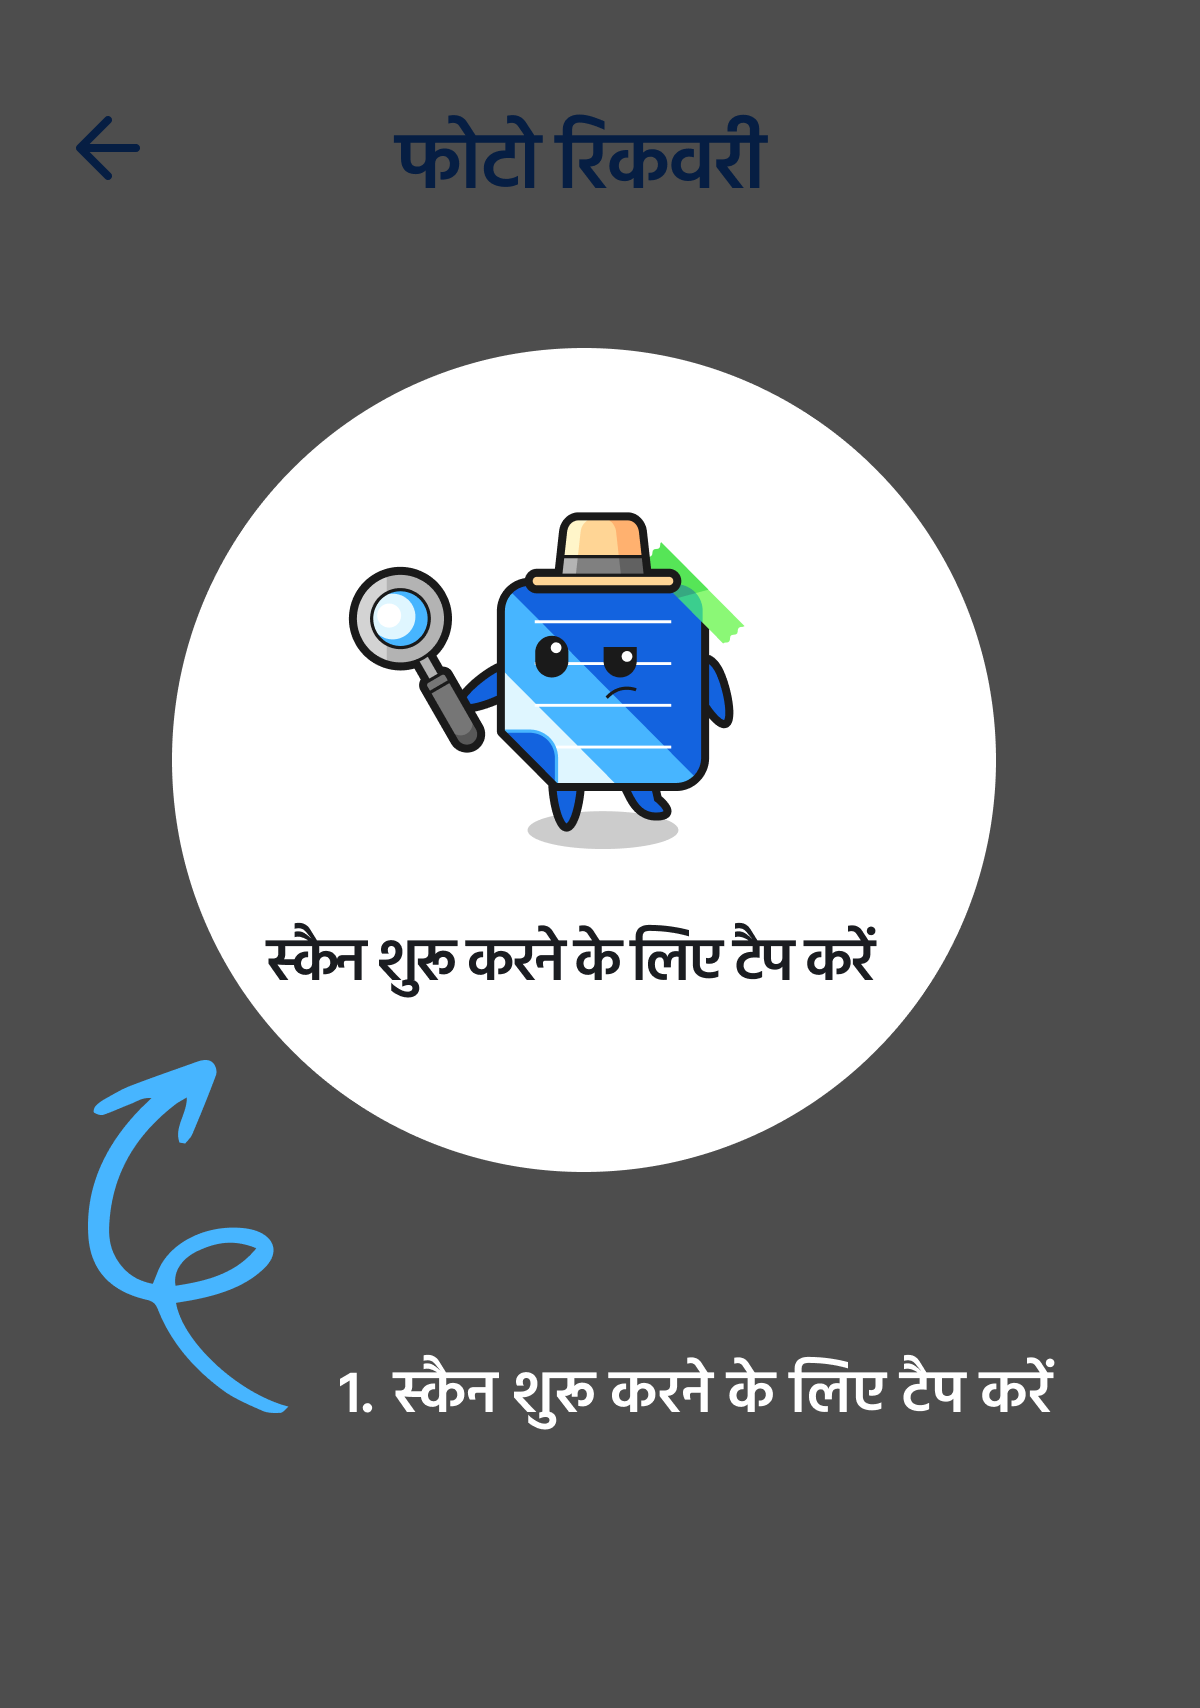 फोटो रिकवरी
स्कैन शुरू करने के लिए टैप करें
1. स्कैन शुरू करने के लिए टैप करें